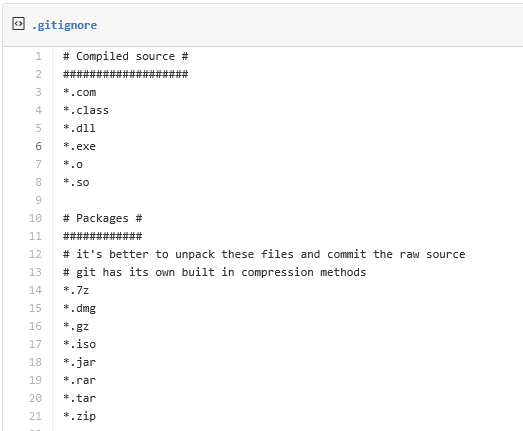 .gitignore
1 # Compiled source #
2 ###################
3 *.com
4 *.class
5 *.dll
6 *.exe
7 *.o
8 *.so
9
10 # Packages #
11 ############
12 # it's better to unpack these files and commit the raw source
13 # git has its own built in compression methods
14 *.7z
15 *.dmg
16 *.gz
17 *.iso
18 *.jar
19 *.rar
20 *.tar
21 *.zip